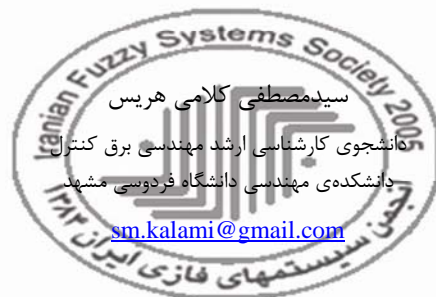 Iranian Fuzzy Systems Society 2005
سیدمصطفی کلامی هریس
دانشجوی کارشناسی ارشد مهندسی برق کنترل
دانشکده‌ی مهندسی دانشگاه فردوسی مشهد
sm.kalami@gmail.com
انجمن سیستمهای فازی ایران ۱۳۸۴